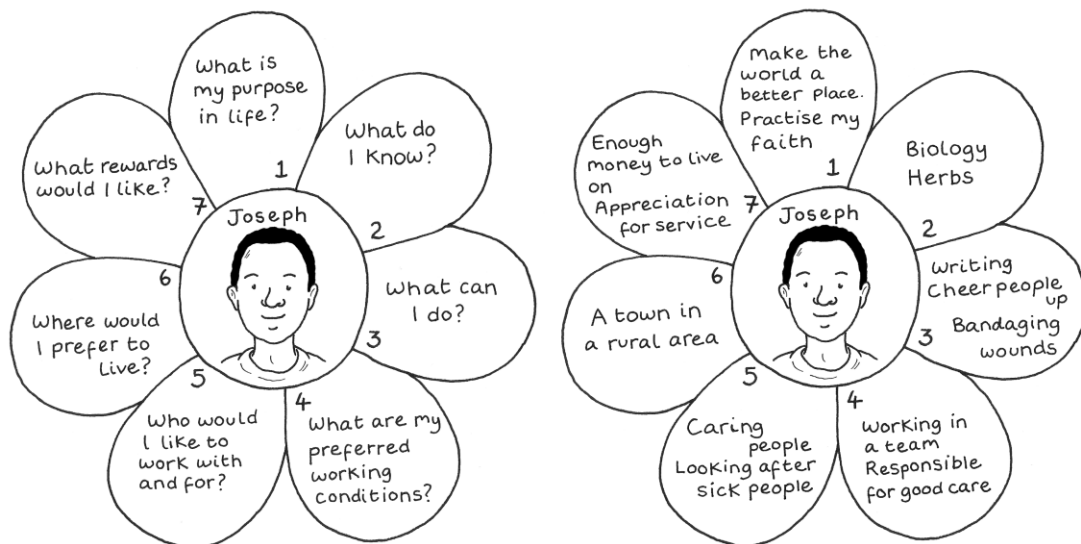 What is
my purpose
in life?
1
What do
I know?
2
What can
I do?
3
What are my
preferred
working
conditions?
4
Who would
I like to
work with
and for?
5
Where would
I prefer to
live?
6
What rewards
would I like?
7
Joseph
Make the
world a
better place.
Practise my
faith
1
Biology
Herbs
2
Writing
Cheer people
up
Bandaging
wounds
3
Working in
a team
Responsible
for good care
4
Caring
people
Looking after
sick people
5
A town in
a rural area
6
Enough
money to live
on
Appreciation
for service
7
Joseph